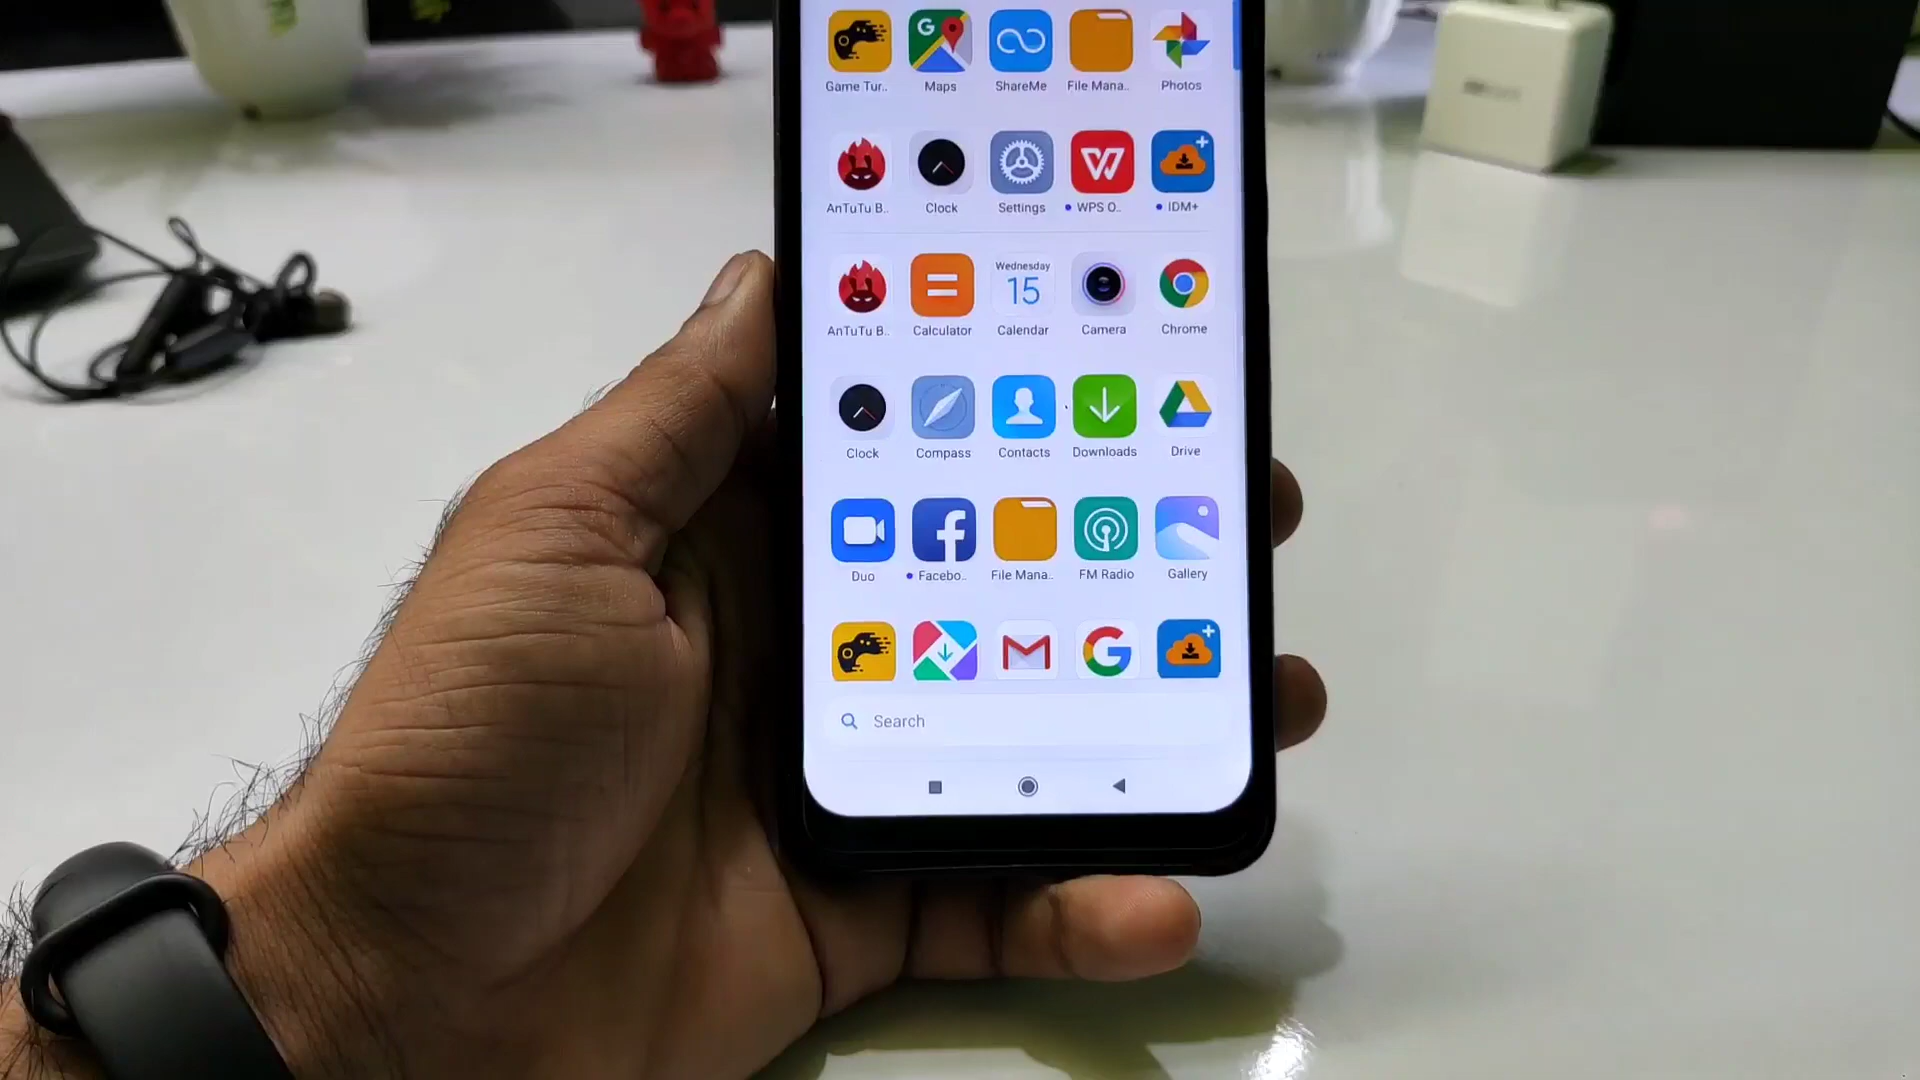 Game Tur.. Maps ShareMe File Mana.. Photos
AnTuTu B.. Clock Settings WPS O.. IDM+
Wednesday
15
AnTuTu B.. Calculator Calendar Camera Chrome
Clock Compass Contacts Downloads Drive
Duo Facebo.. File Mana.. FM Radio Gallery
Search